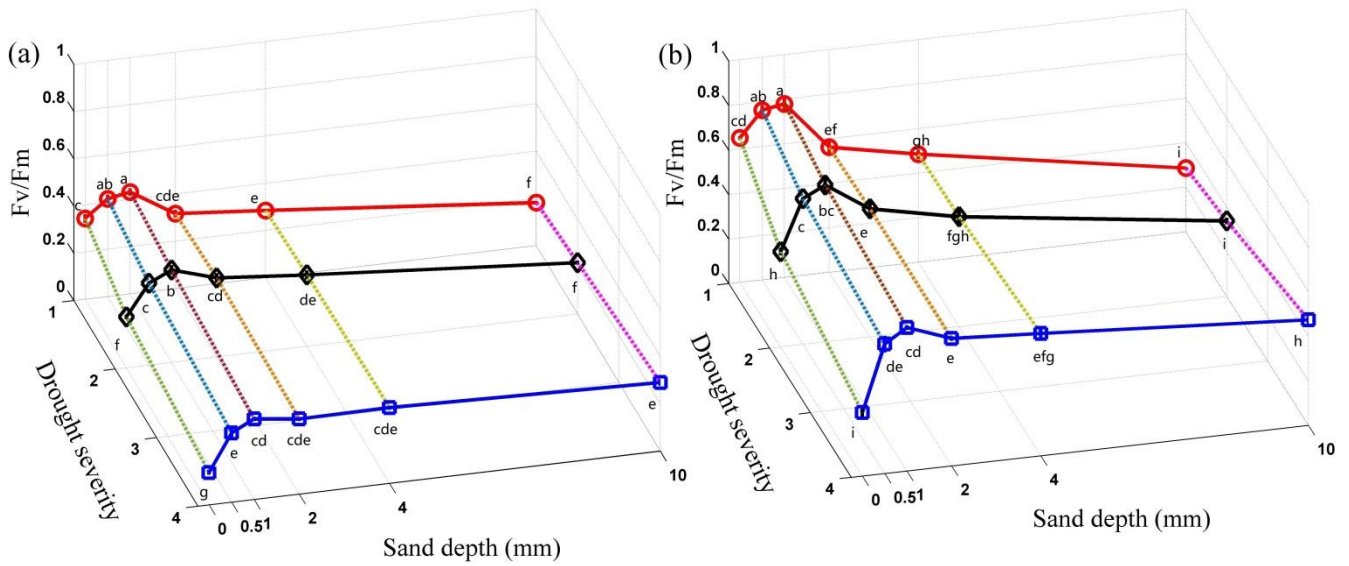 (a)
1
0.8
0.6
0.4
0.2
0
Fv/Fm
c
ab
a
cde
e
f
f
c
b
cd
de
f
g
e
cd
cde
cde
e
1
2
3
4
Drought severity
0
0.5
1
2
4
10
Sand depth (mm)
(b)
1
0.8
0.6
0.4
0.2
0
Fv/Fm
cd
ab
a
ef
gh
i
h
c
bc
e
fgh
i
i
de
cd
e
efg
h
1
2
3
4
Drought severity
0
0.5
1
2
4
10
Sand depth (mm)